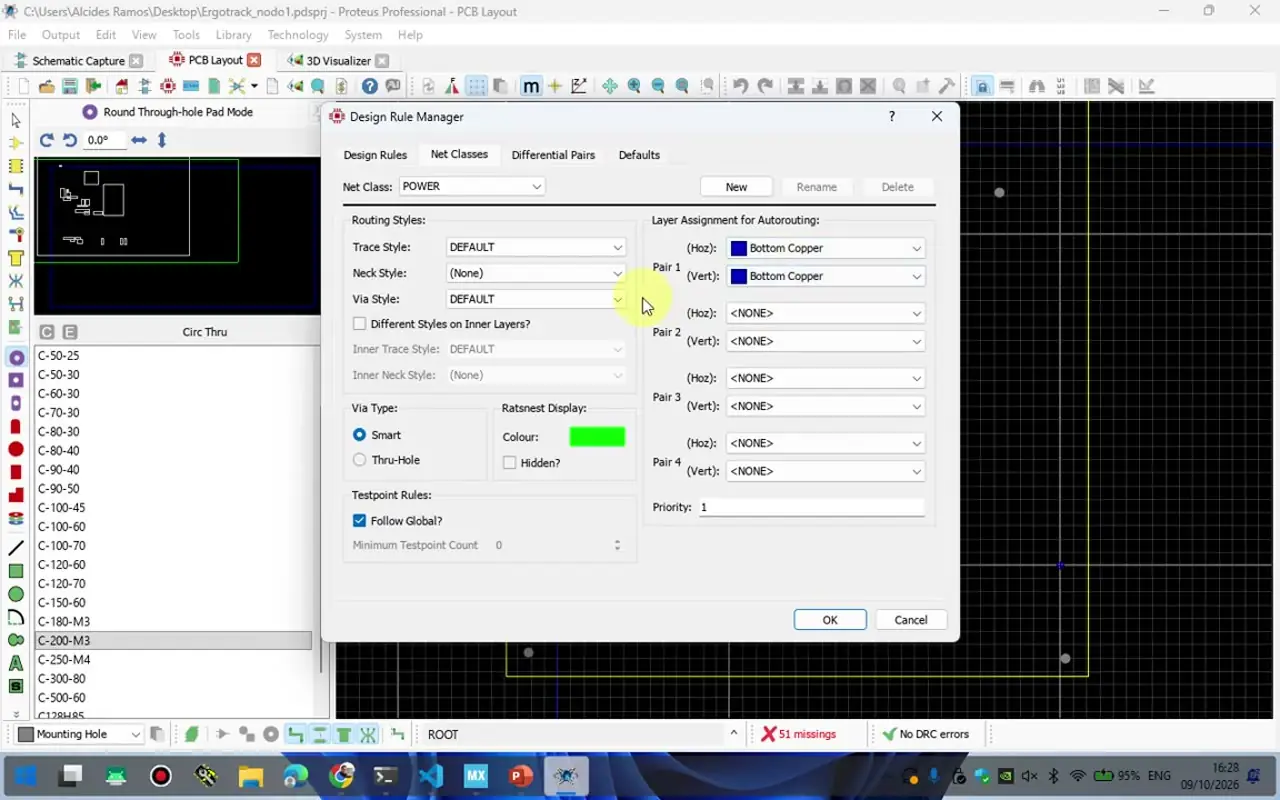 C:\Users\Alcides Ramos\Desktop\Ergotrack_nodo1.pdsprj - Proteus Professional - PCB Layout
File Output Edit View Tools Library Technology System Help
Schematic Capture PCB Layout 3D Visualizer
Round Through-hole Pad Mode
0.0°
C E Circ Thru
C-50-25
C-50-30
C-60-30
C-70-30
C-80-30
C-80-40
C-90-40
C-90-50
C-100-45
C-100-60
C-100-70
C-120-60
C-120-70
C-150-60
C-180-M3
C-200-M3
C-250-M4
C-300-80
C-500-60
C128H85
Design Rule Manager
Design Rules Net Classes Differential Pairs Defaults
Net Class: POWER New Rename Delete
Routing Styles:
Trace Style: DEFAULT
Neck Style: (None)
Via Style: DEFAULT
Different Styles on Inner Layers?
Inner Trace Style: DEFAULT
Inner Neck Style: (None)
Via Type:
Smart
Thru-Hole
Ratsnest Display:
Colour:
Hidden?
Testpoint Rules:
Follow Global?
Minimum Testpoint Count 0
Layer Assignment for Autorouting:
Pair 1
(Hoz): Bottom Copper
(Vert): Bottom Copper
Pair 2
(Hoz): <NONE>
(Vert): <NONE>
Pair 3
(Hoz): <NONE>
(Vert): <NONE>
Pair 4
(Hoz): <NONE>
(Vert): <NONE>
Priority: 1
OK Cancel
Mounting Hole ROOT 51 missings No DRC errors
95% ENG 16:28
09/10/2026